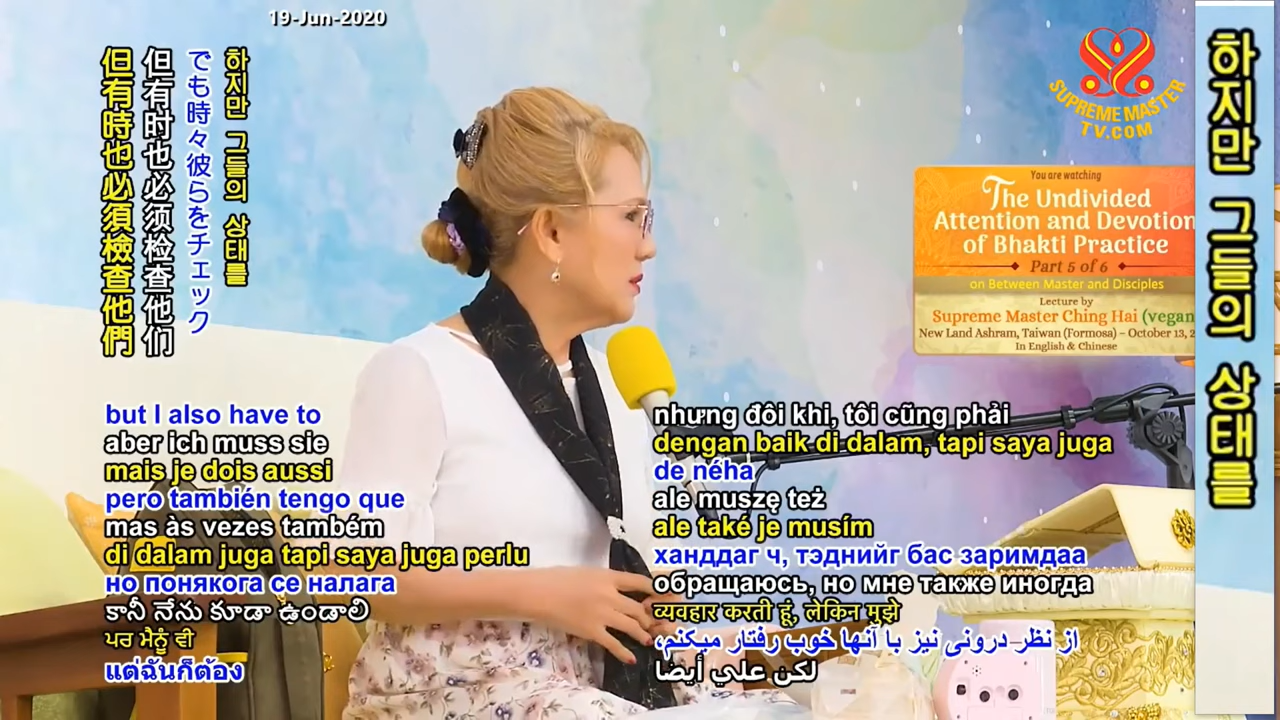 19-Jun-2020
하지만 그들의 상태를
でも時々彼らをチェック
但有时也必须检查他们
但有時也必須檢查他們
SUPREME MASTER
TV.COM
You are watching
The Undivided
Attention and Devotion
of Bhakti Practice
Part 5 of 6
on Between Master and Disciples
Lecture by
Supreme Master Ching Hai (vegan
New Land Ashram, Taiwan (Formosa) – October 13, 2
In English & Chinese
하지만 그들의 상태를
but I also have to
aber ich muss sie
mais je dois aussi
pero también tengo que
mas às vezes também
di dalam juga tapi saya juga perlu
но понякога се налага
కానీ నేను కూడా ఉండాలి
ਪਰ ਮੈਨੂੰ ਵੀ
แต่ฉันก็ต้อง
nhưng đôi khi, tôi cũng phải
dengan baik di dalam, tapi saya juga
de néha
ale muszę też
ale také je musím
ханддаг ч, тэднийг бас заримдаа
обращаюсь, но мне также иногда
व्यवहार करती हूं, लेकिन मुझे
از نظر درونی نیز با آنها خوب رفتار میکنم،
لكن علي أيضا